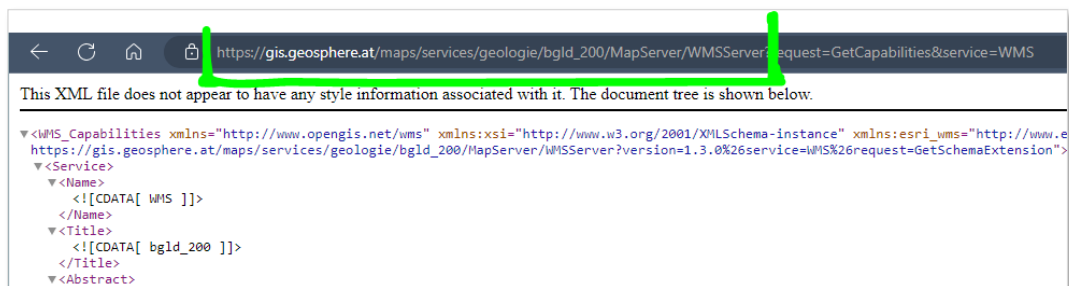 https://gis.geosphere.at/maps/services/geologie/bgld_200/MapServer/WMSServer?request=GetCapabilities&service=WMS
This XML file does not appear to have any style information associated with it. The document tree is shown below.
▼<WMS_Capabilities xmlns="http://www.opengis.net/wms" xmlns:xsi="http://www.w3.org/2001/XMLSchema-instance" xmlns:esri_wms="http://www.e
https://gis.geosphere.at/maps/services/geologie/bgld_200/MapServer/WMSServer?version=1.3.0%26service=WMS%26request=GetSchemaExtension">
▼<Service>
▼<Name>
<![CDATA[ WMS ]]>
</Name>
▼<Title>
<![CDATA[ bgld_200 ]]>
</Title>
▼<Abstract>